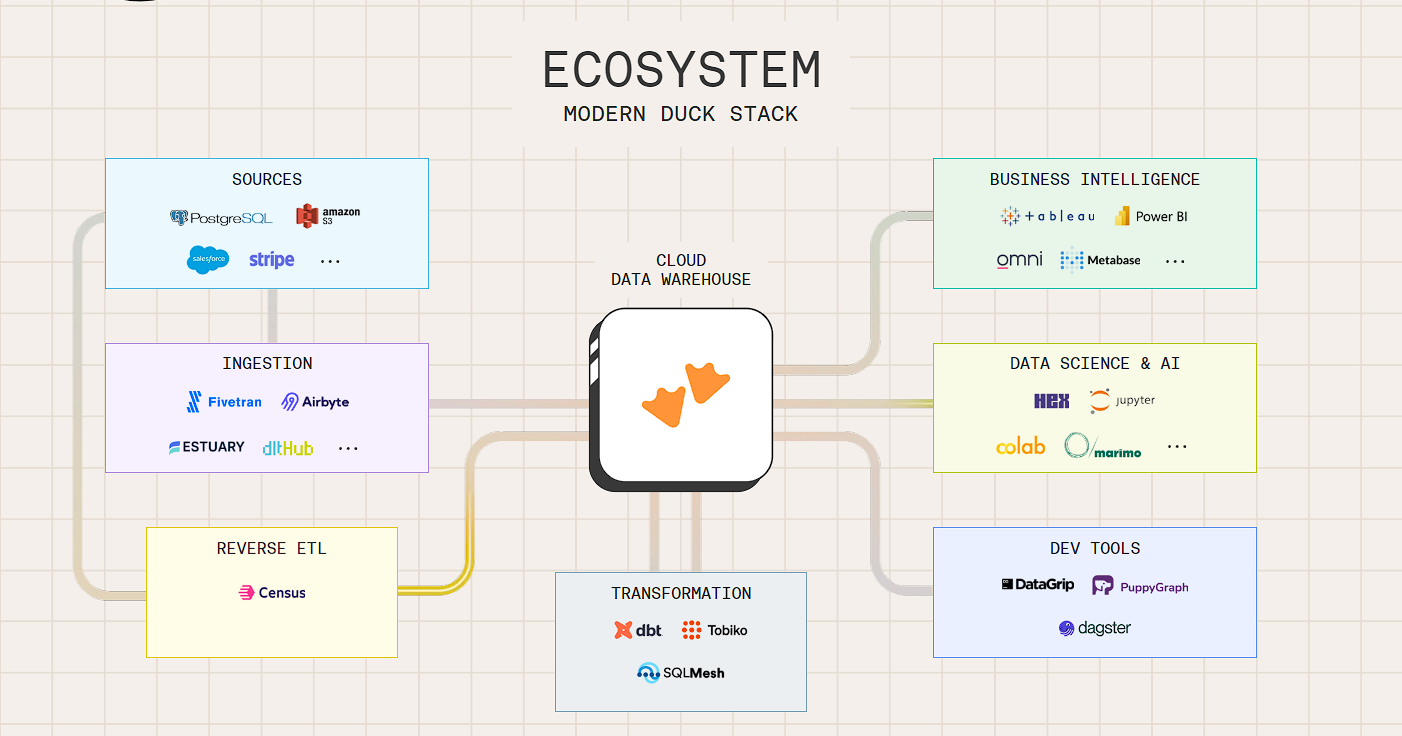 ECOSYSTEM
MODERN DUCK STACK
SOURCES
PostgreSQL amazon S3
salesforce stripe ...
INGESTION
Fivetran Airbyte
ESTUARY dltHub ...
REVERSE ETL
Census
CLOUD
DATA WAREHOUSE
TRANSFORMATION
dbt Tobiko
SQLMesh
BUSINESS INTELLIGENCE
+ableau Power BI
omni Metabase ...
DATA SCIENCE & AI
HEX jupyter
colab marimo ...
DEV TOOLS
DataGrip PuppyGraph
dagster